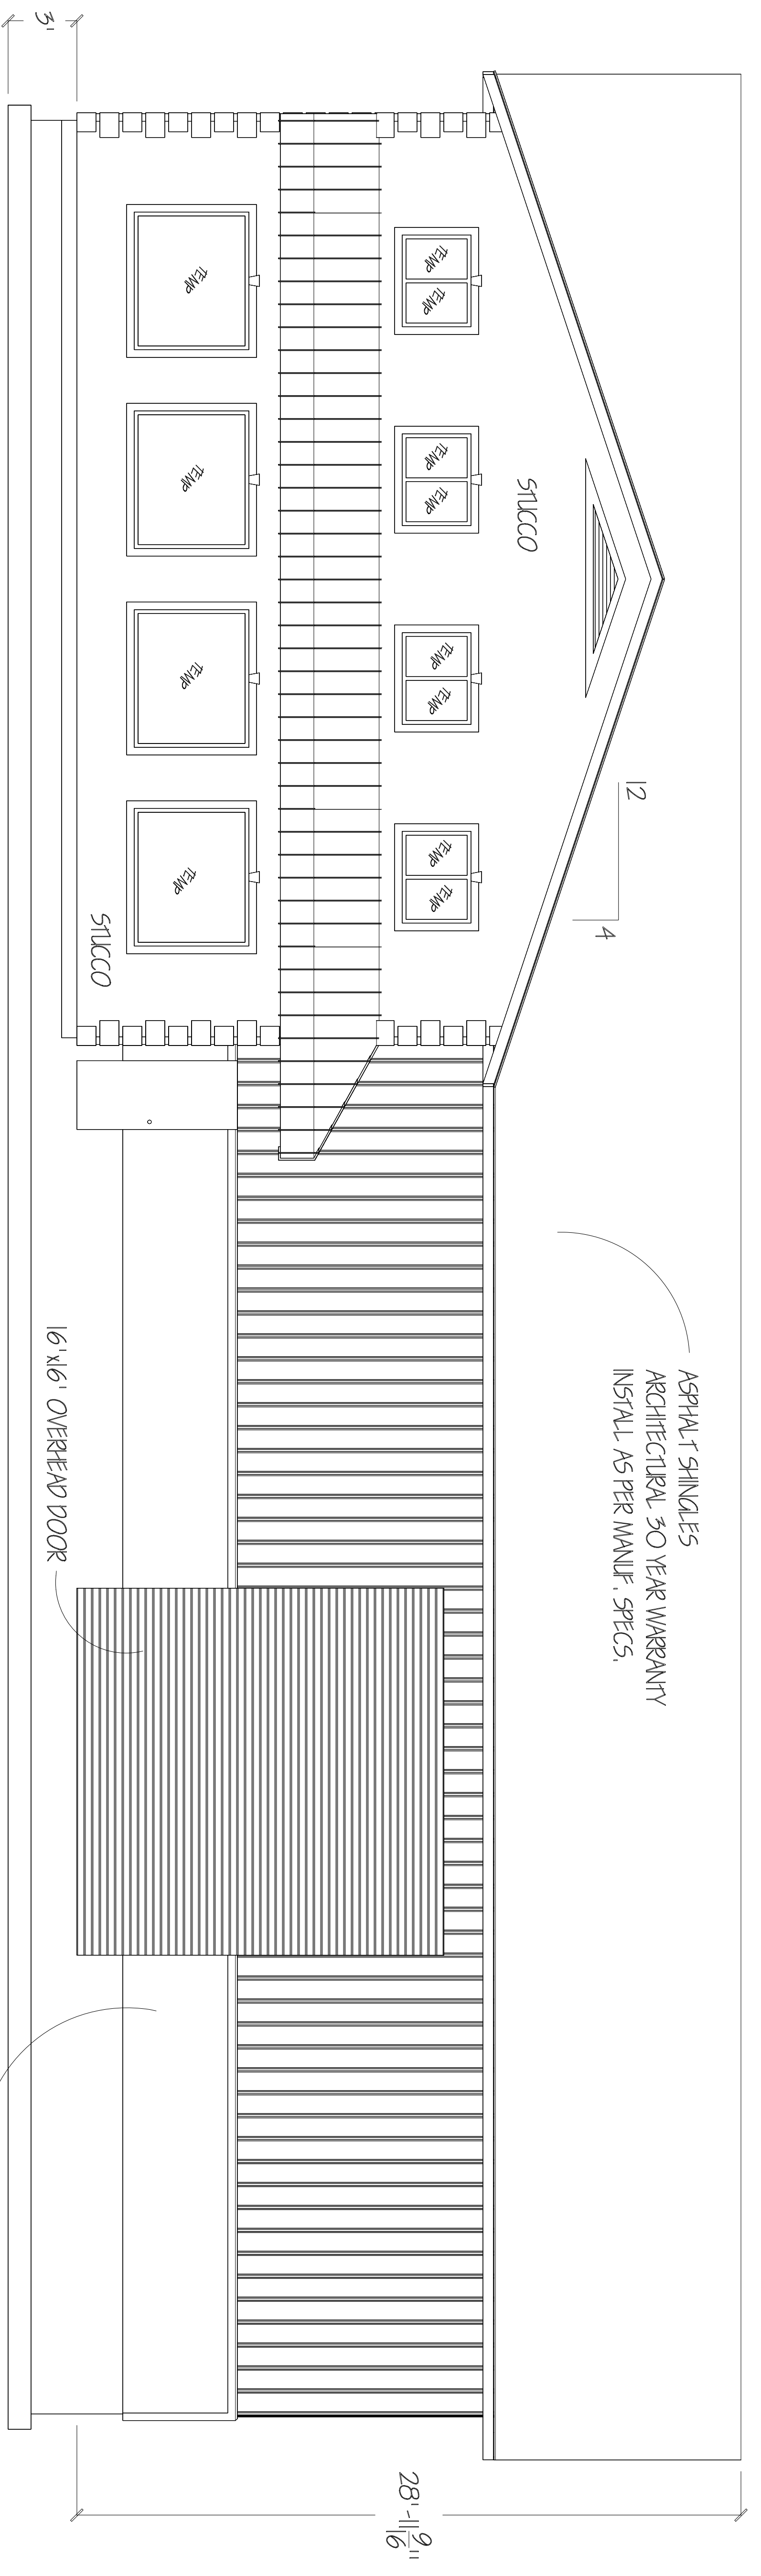 12
4
STUCCO
TEMP TEMP TEMP TEMP TEMP TEMP TEMP TEMP
TEMP TEMP TEMP TEMP
STUCCO
3'
ASPHALT SHINGLES
ARCHITECTURAL 30 YEAR WARRANTY
INSTALL AS PER MANUF. SPECS.
16'x16' OVERHEAD DOOR
28'-11 9/16"